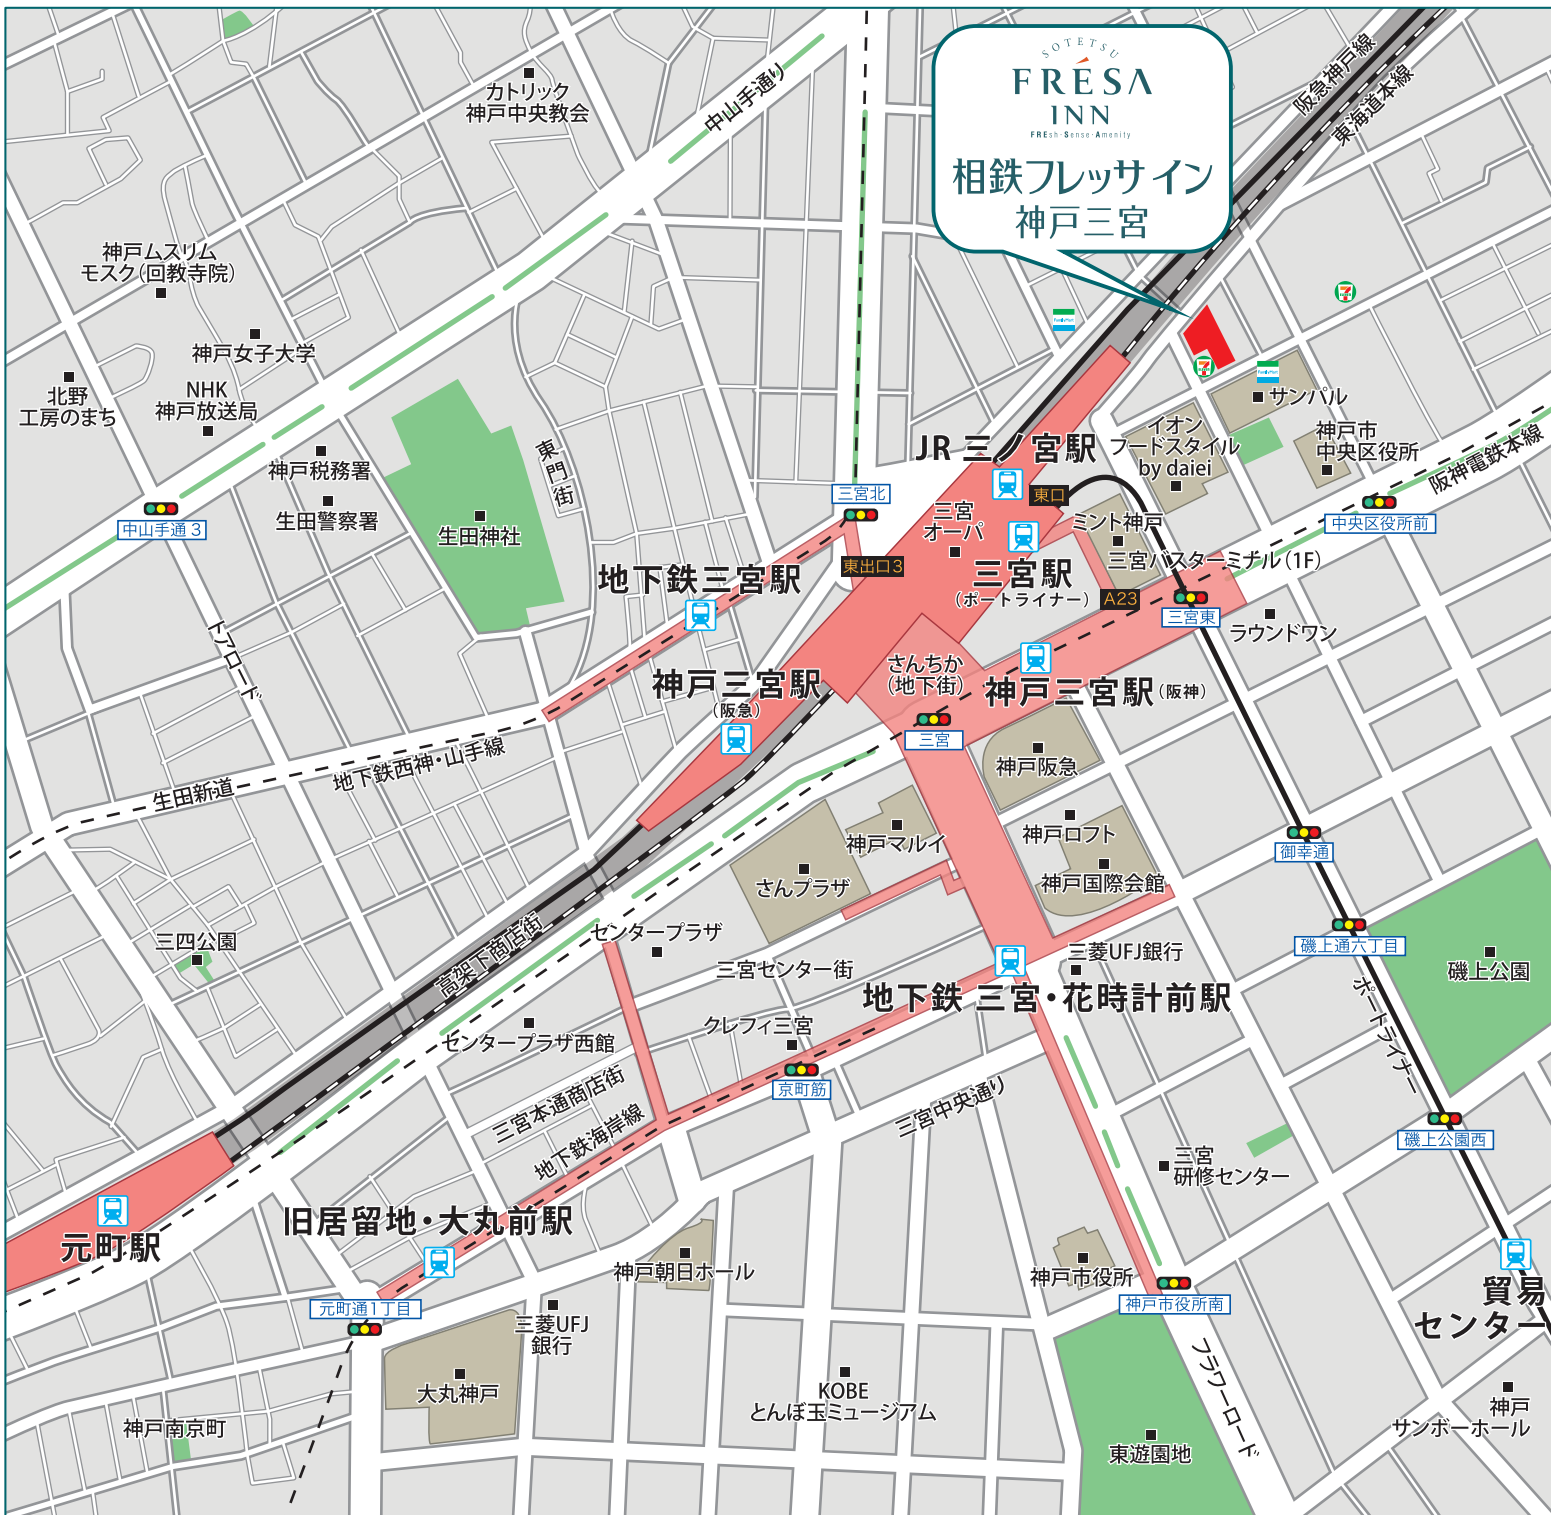 SOTETSU
FRESA
INN
FREsh・Sense・Amenity
相鉄フレッサイン
神戸三宮
阪急神戸線
東海道本線
中山手通り
カトリック
神戸中央教会
神戸ムスリム
モスク(回教寺院)
神戸女子大学
北野
工房のまち
NHK
神戸放送局
神戸税務署
生田警察署
中山手通3
生田神社
東門街
三宮北
東出口3
FamilyMart
FamilyMart
サンパル
神戸市
中央区役所
イオン
フードスタイル
by daiei
阪神電鉄本線
中央区役所前
JR 三ノ宮駅
東口
三宮
オーパ
ミント神戸
三宮バスターミナル(1F)
三宮駅
(ポートライナー)
A23
三宮東
ラウンドワン
地下鉄三宮駅
トアロード
神戸三宮駅
(阪急)
さんちか
(地下街)
神戸三宮駅(阪神)
三宮
神戸阪急
地下鉄西神・山手線
生田新道
神戸マルイ
神戸ロフト
さんプラザ
神戸国際会館
御幸通
三四公園
高架下商店街
センタープラザ
三宮センター街
三菱UFJ銀行
磯上通六丁目
磯上公園
地下鉄 三宮・花時計前駅
ポートライナー
クレフィ三宮
センタープラザ西館
京町筋
三宮本通商店街
三宮中央通り
地下鉄海岸線
磯上公園西
三宮
研修センター
元町駅
旧居留地・大丸前駅
神戸朝日ホール
神戸市役所
神戸市役所南
貿易
センター
元町通1丁目
三菱UFJ
銀行
フラワーロード
大丸神戸
KOBE
とんぼ玉ミュージアム
神戸
サンボーホール
神戸南京町
東遊園地